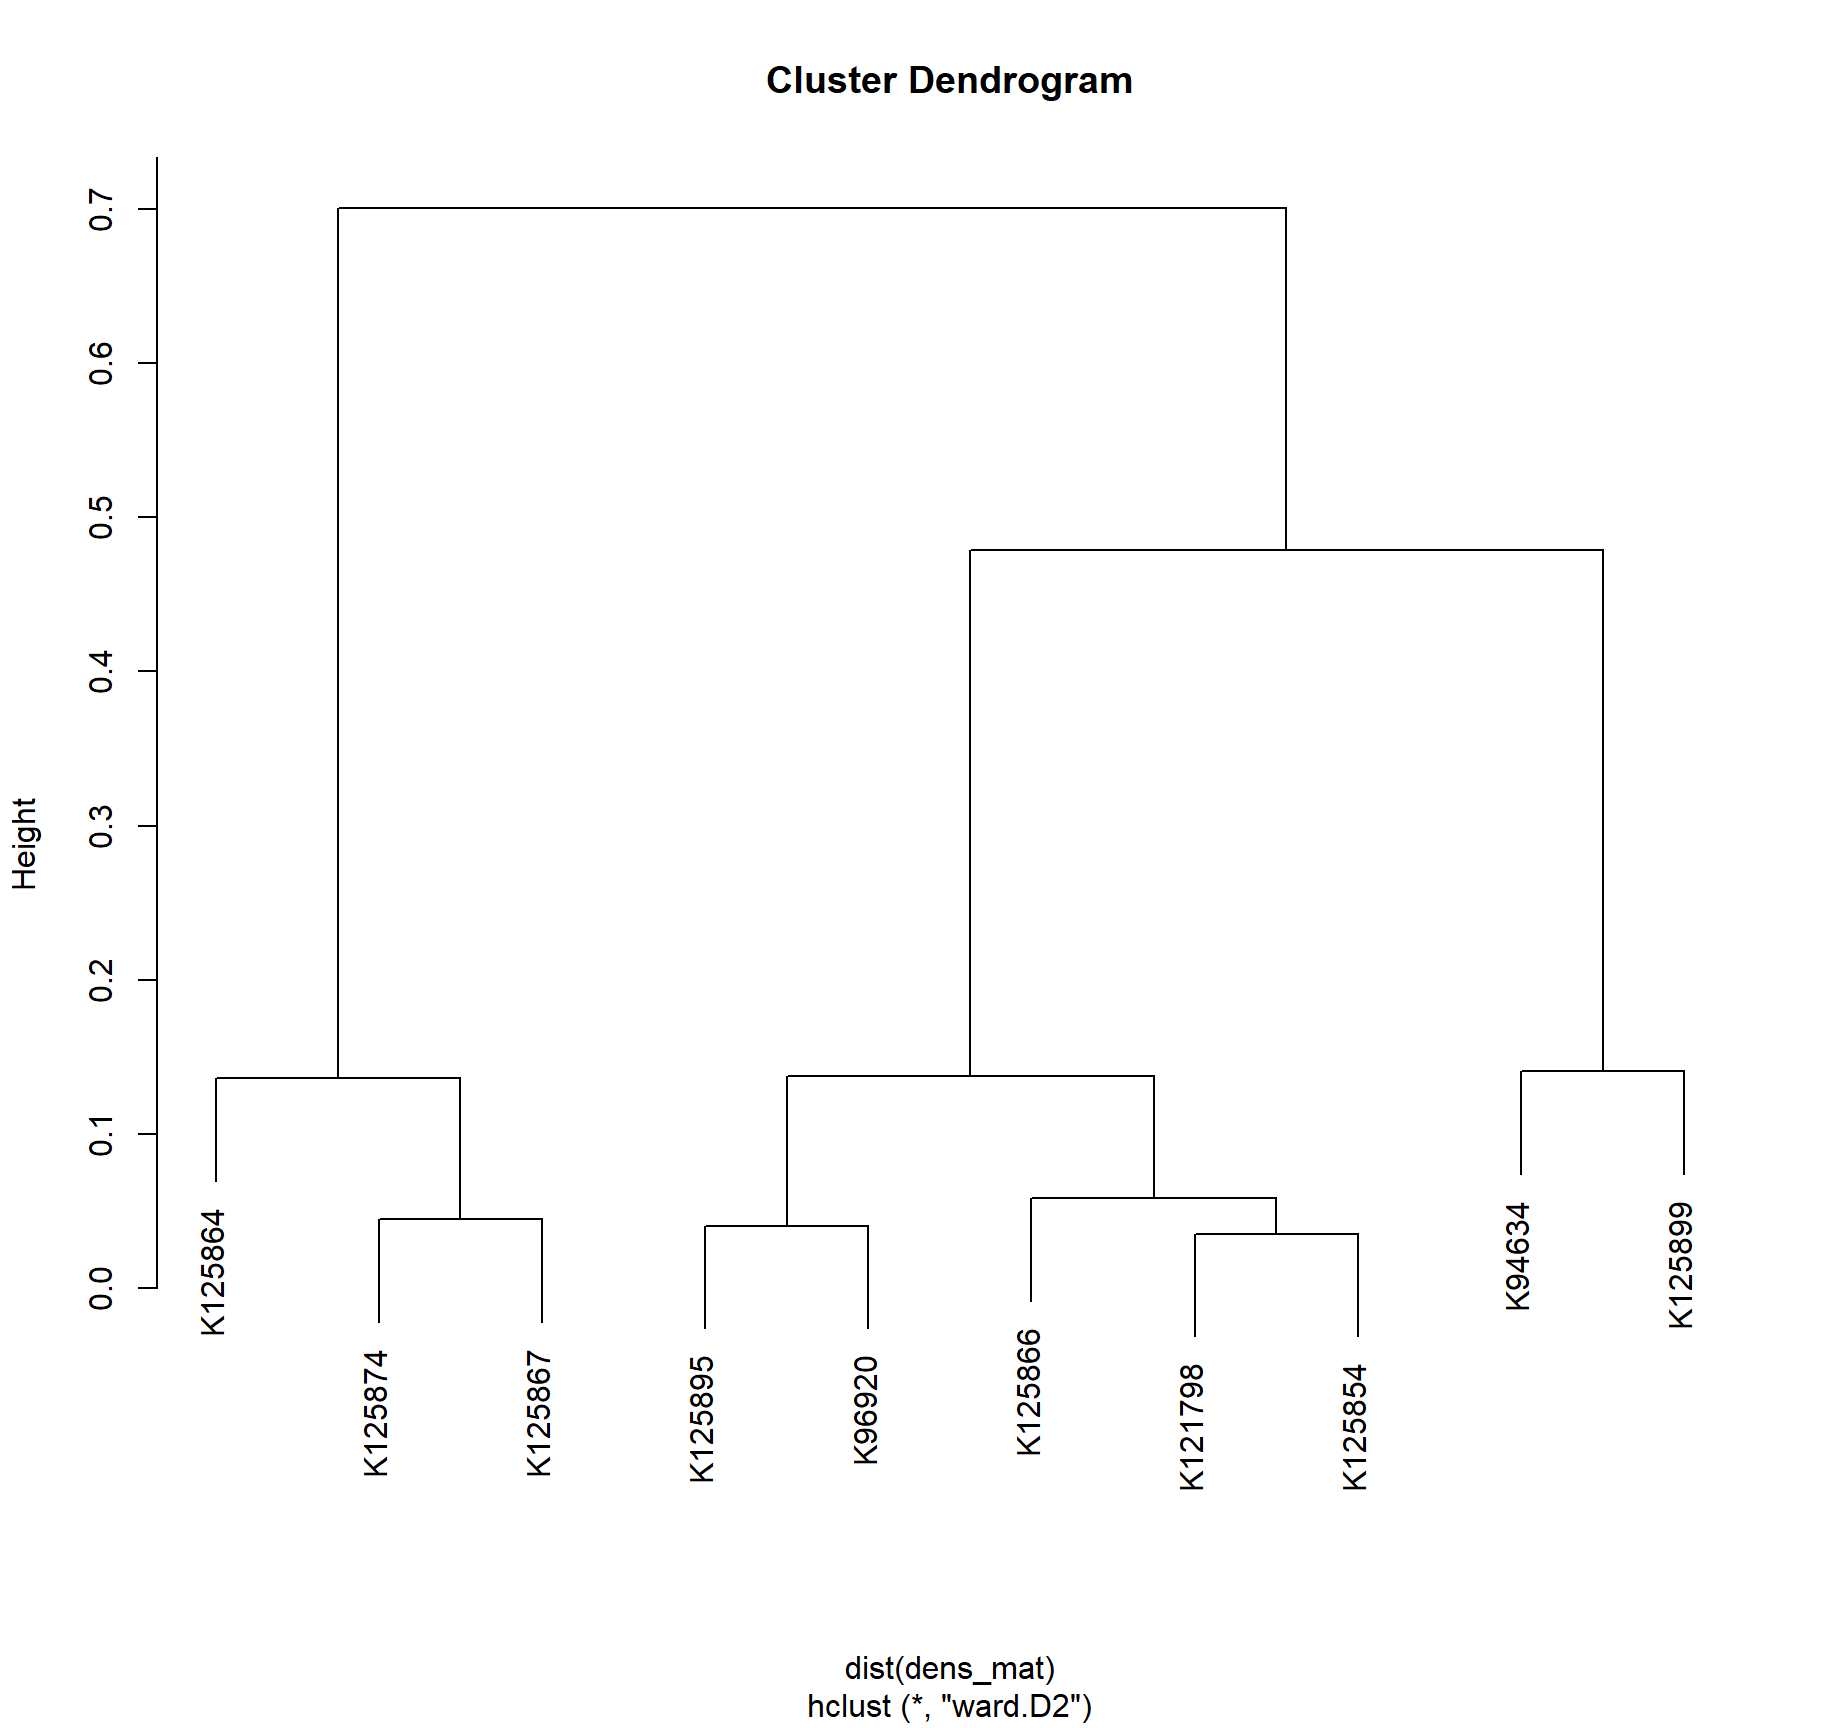 Cluster Dendrogram
Height
0.7
0.6
0.5
0.4
0.3
0.2
0.1
0.0
K125864
K125874
K125867
K125895
K96920
K125866
K121798
K125854
K94634
K125899
dist(dens_mat)
hclust (*, "ward.D2")